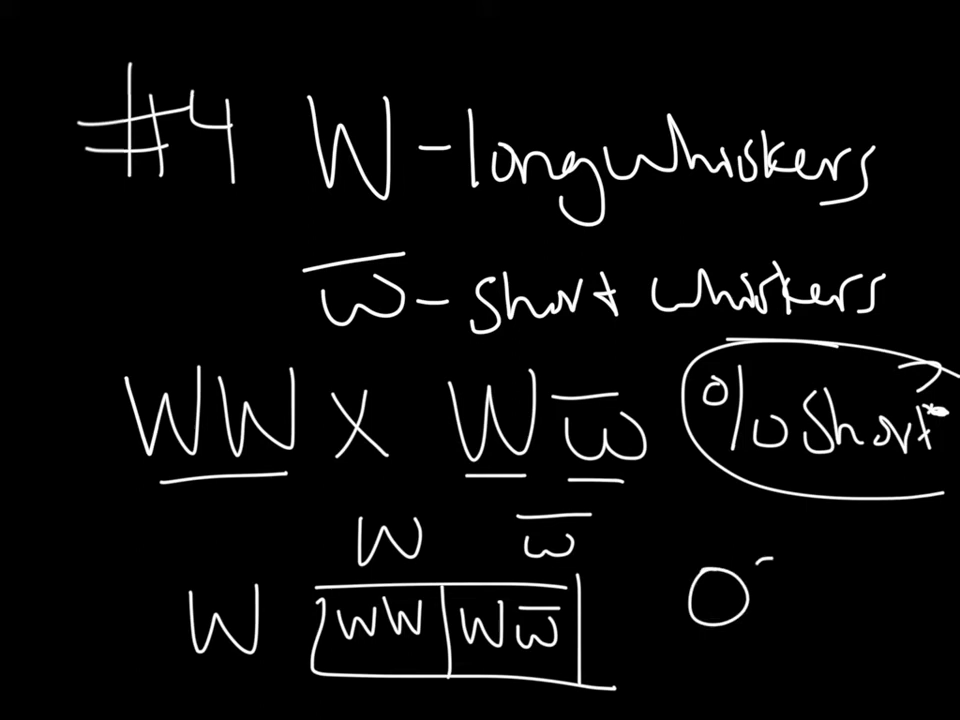 #4 W - long whiskers
w̅ - short whiskers
WW x Ww̅ % short?
W w̅
W WW Ww̅ 0